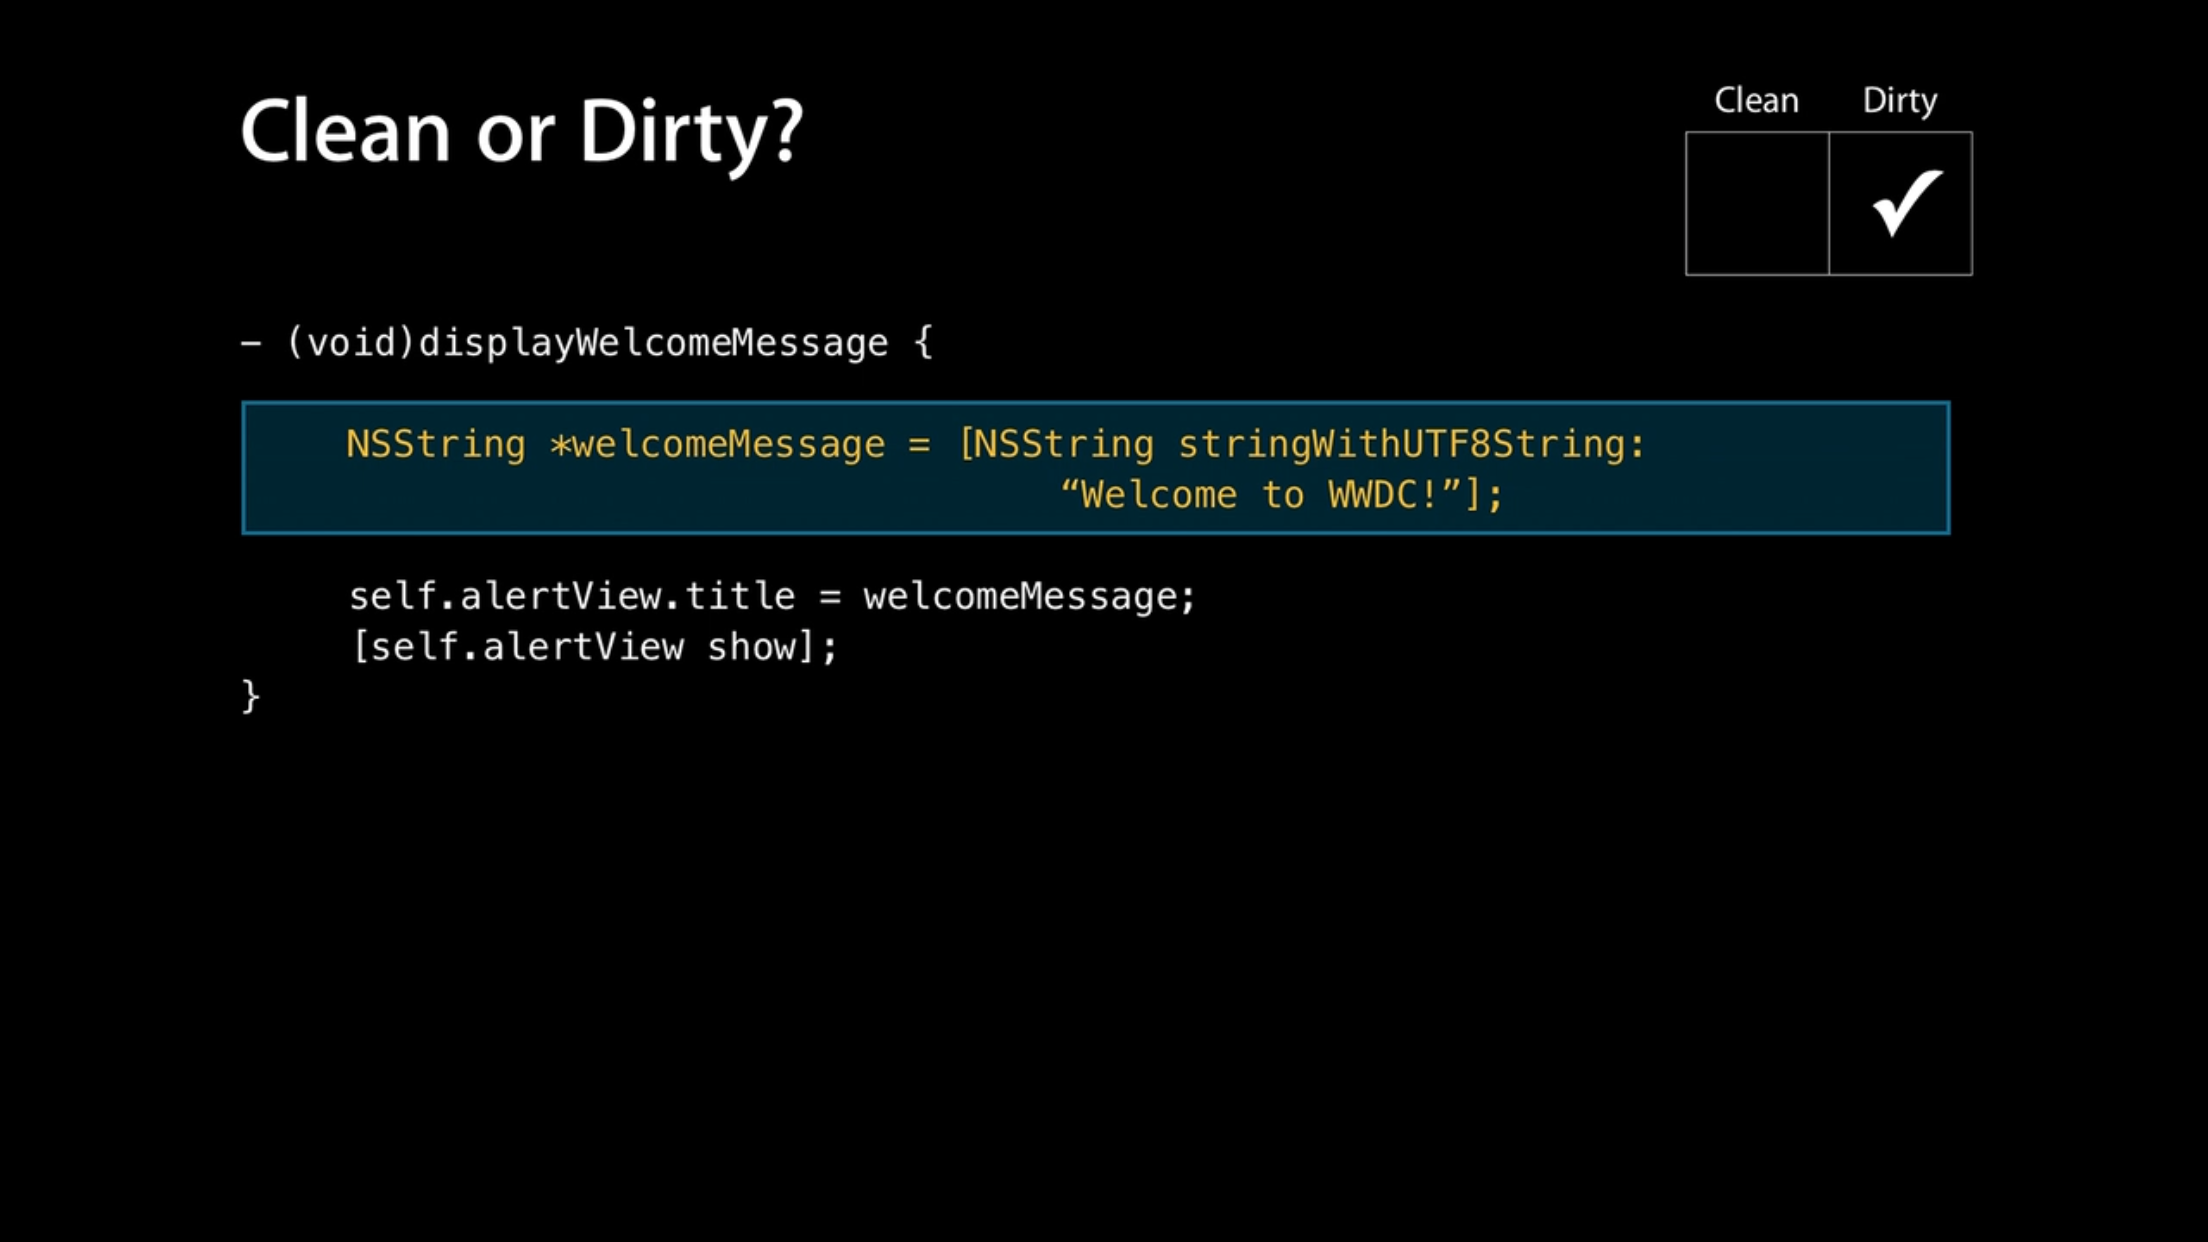 Clean or Dirty?
Clean Dirty
– (void)displayWelcomeMessage {
NSString *welcomeMessage = [NSString stringWithUTF8String:
“Welcome to WWDC!”];
self.alertView.title = welcomeMessage;
[self.alertView show];
}